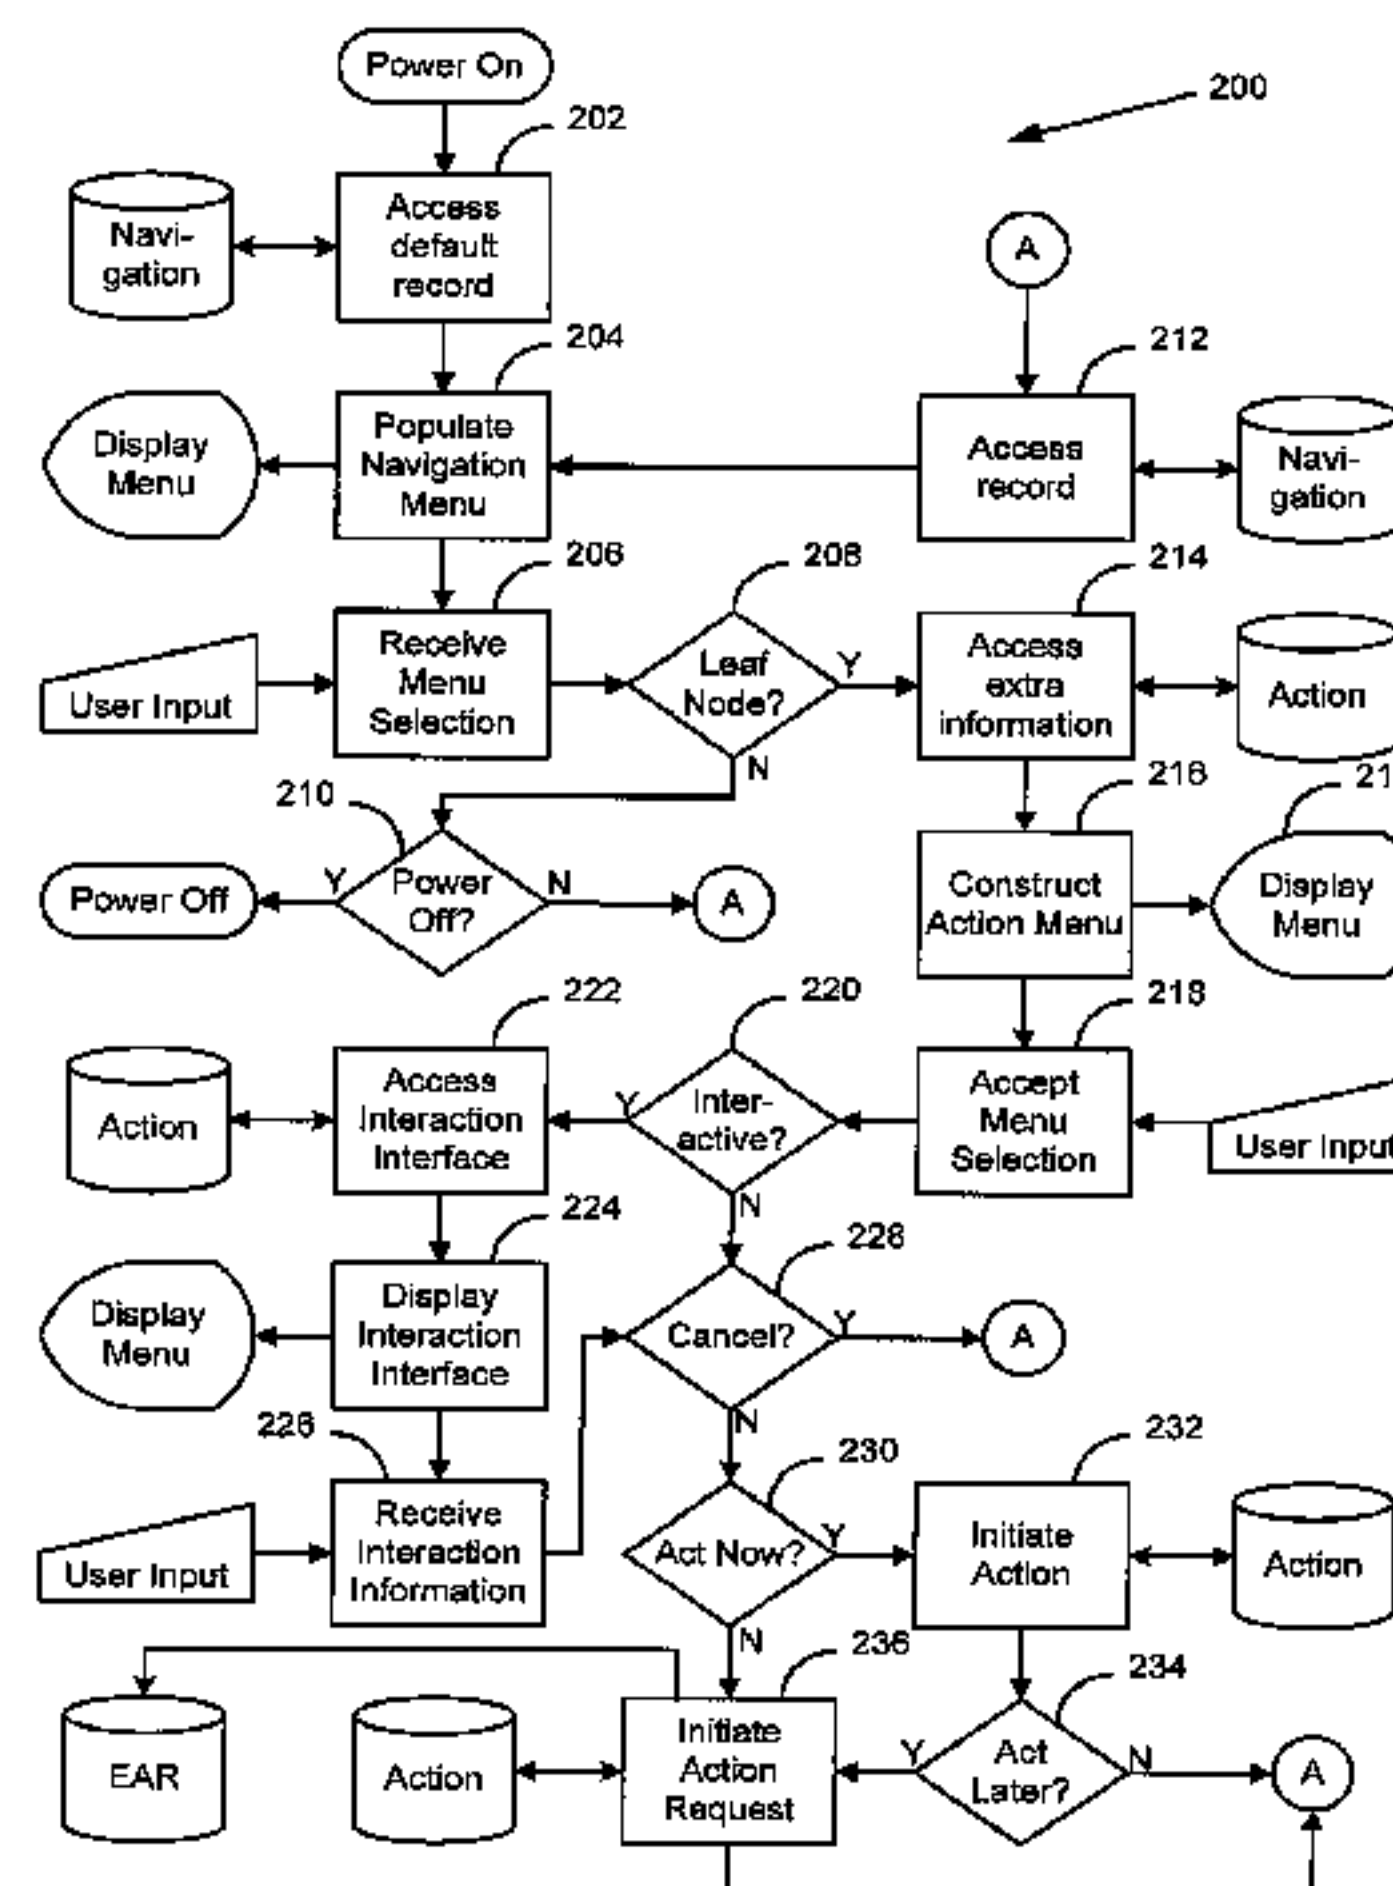 Power On
200
202
Navi-
gation
Access
default
record
A
204
212
Display
Menu
Populate
Navigation
Menu
Access
record
Navi-
gation
206
208
214
User Input
Receive
Menu
Selection
Leaf
Node?
Y
N
Access
extra
information
Action
210
216
Power Off
Y
Power
Off?
N
A
Construct
Action Menu
Display
Menu
222
220
218
Action
Access
Interaction
Interface
Y
Inter-
active?
N
Accept
Menu
Selection
User Input
224
228
Display
Menu
Display
Interaction
Interface
Cancel?
Y
N
A
226
230
232
User Input
Receive
Interaction
Information
Act Now?
Y
N
Initiate
Action
Action
236
234
EAR
Action
Initiate
Action
Request
Y
Act
Later?
N
A